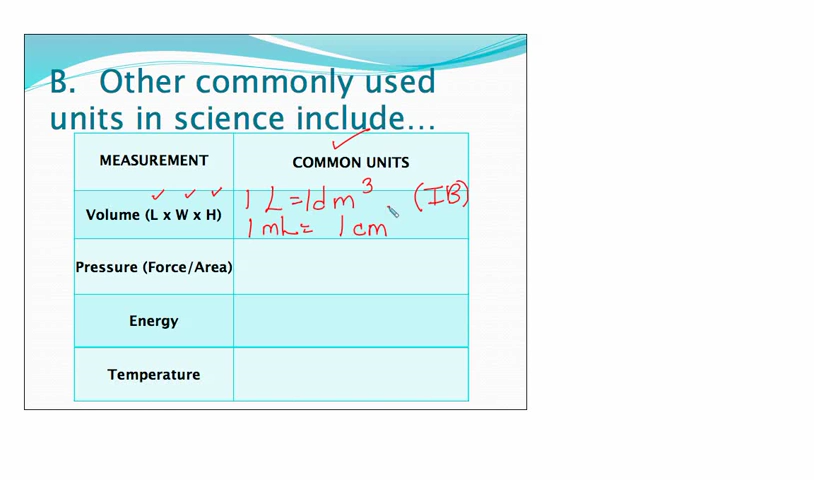 B. Other commonly used
units in science include...
MEASUREMENT
COMMON UNITS
Volume (L x W x H)
1 L = 1 dm³ (IB)
1 mL = 1 cm
Pressure (Force/Area)
Energy
Temperature